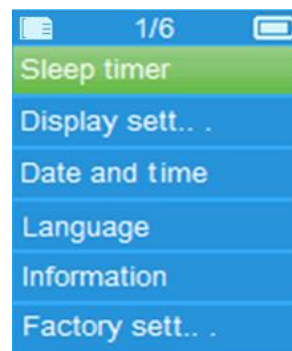 1/6
Sleep timer
Display sett.. .
Date and time
Language
Information
Factory sett.. .